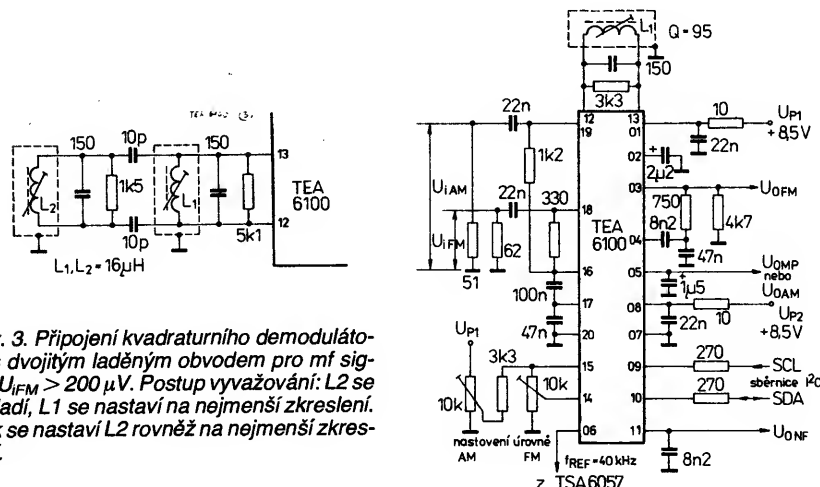 150
10p
150
13
L₂
1k5
L₁
TEA
6100
12
10p
5k1
L₁, L₂ = 16µH
. 3. Připojení kvadraturního demoduláto-
dvojitým laděným obvodem pro mf sig-
UiFM > 200 µV. Postup vyvažování: L2 se
ladí, L1 se nastaví na nejmenší zkreslení.
se nastaví L2 rovněž na nejmenší zkres-
L₁
Q = 95
150
3k3
22n
12
13
10
UP1
+8,5V
19
01
22n
1k2
02
2µ2
UiAM
22n
330
03
UOFM
18
TEA
6100
750
4k7
UiFM
8n2
04
47n
51
62
16
05
UOMP
nebo
UOAM
100n
1µ5
17
08
UP2
+8,5V
47n
22n
10
20
07
UP1
3k3
15
09
270
SCL
sběrnice I²C
10k
10k
14
10
270
SDA
nastavení úrovně
AM
FM
06
11
UONF
fREF = 40 kHz
8n2
z TSA6057